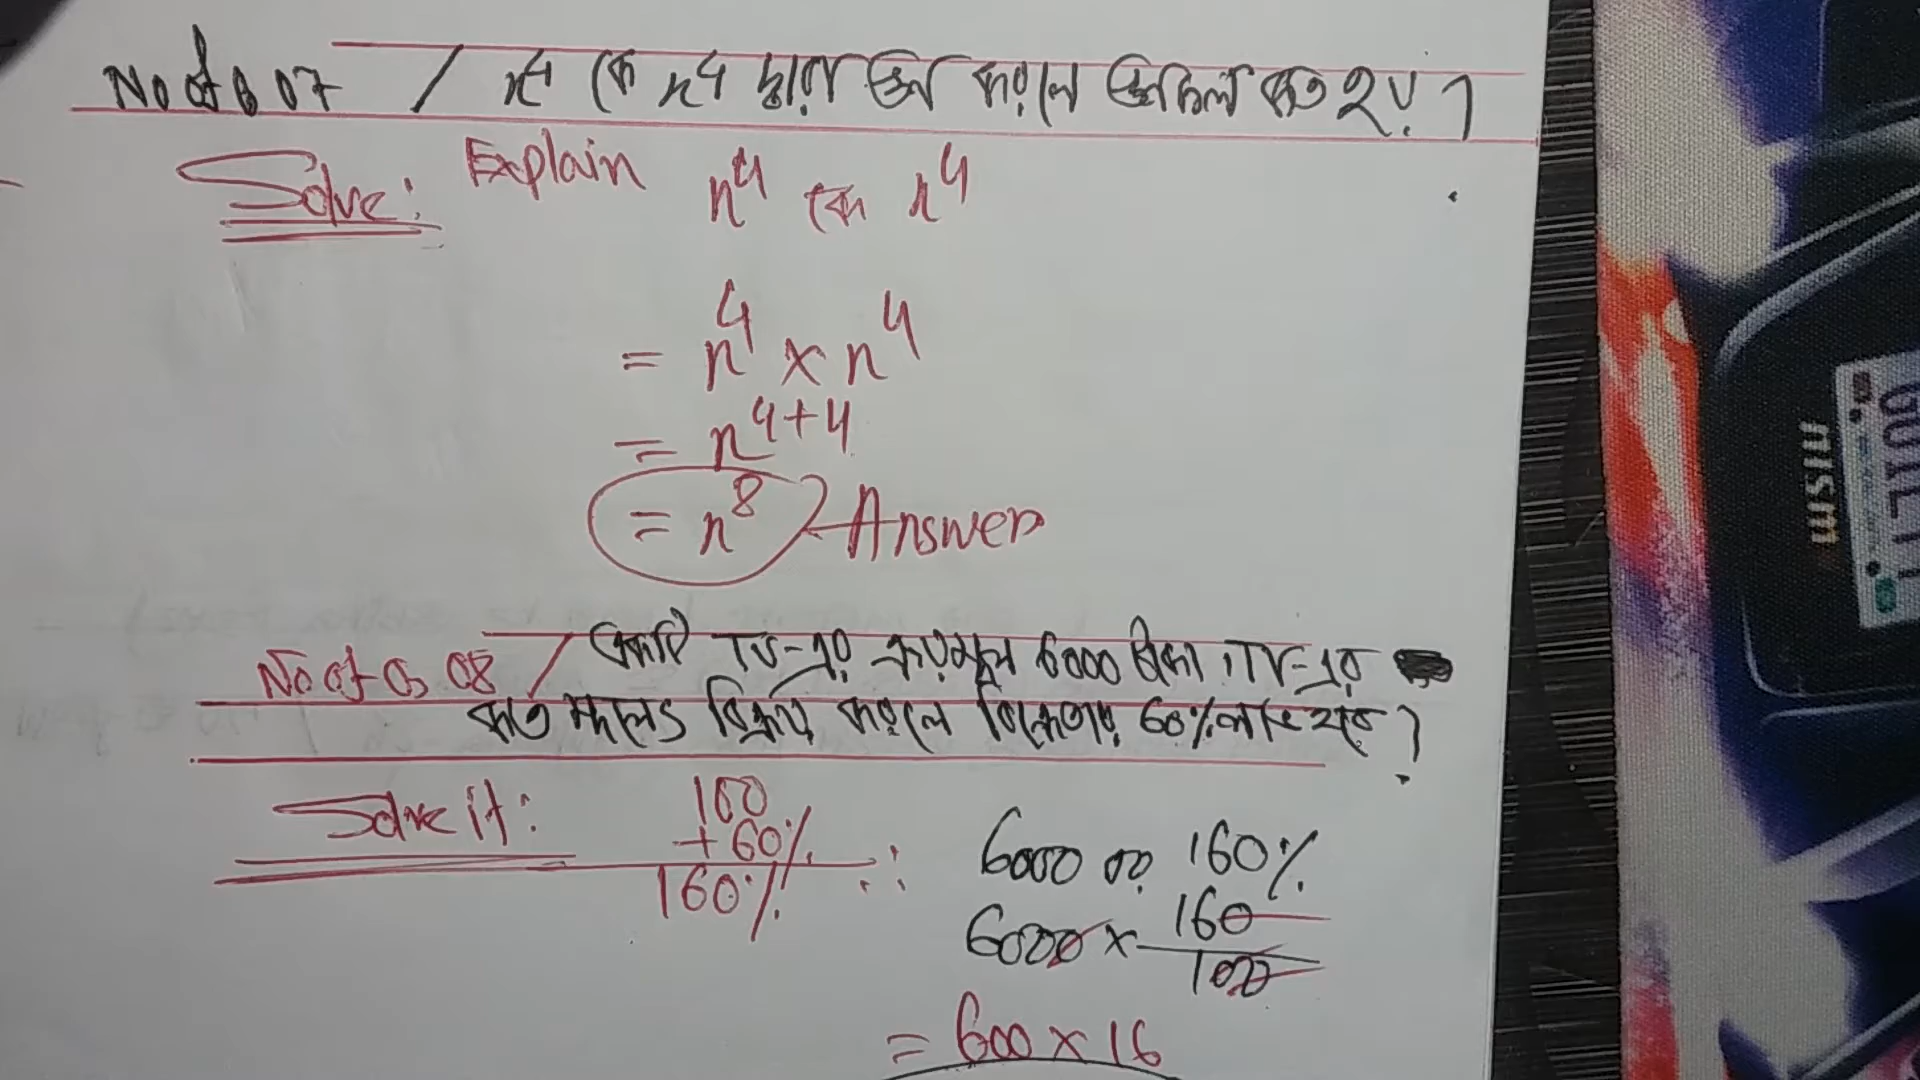 No of Q 07 / x⁴ কে x⁴ দ্বারা গুন করলে গুনফল কত হবে ?
Solve: Explain x⁴ কে x⁴
= x⁴ × x⁴
= x⁴⁺⁴
= x⁸ Answer
No of Q 08 / একটি TV-এর ক্রয়মূল্য 6000 টাকা । TV-এর
কত মূল্যে বিক্রয় করলে বিক্রেতার 60% লাভ হবে ?
Solve it:
100
+ 60%
160%
∴ 6000 এর 160%
6000 × 160/100
= 600 × 16
mism